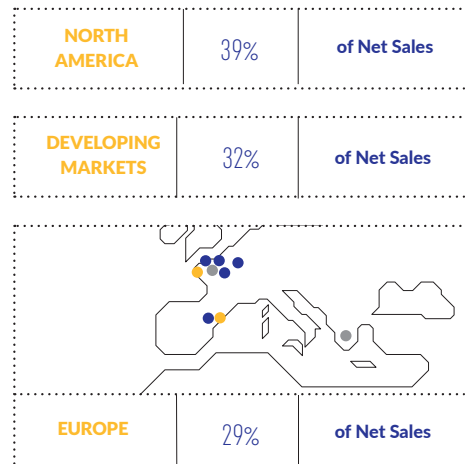 NORTH
AMERICA
39%
of Net Sales
DEVELOPING
MARKETS
32%
of Net Sales
EUROPE
29%
of Net Sales